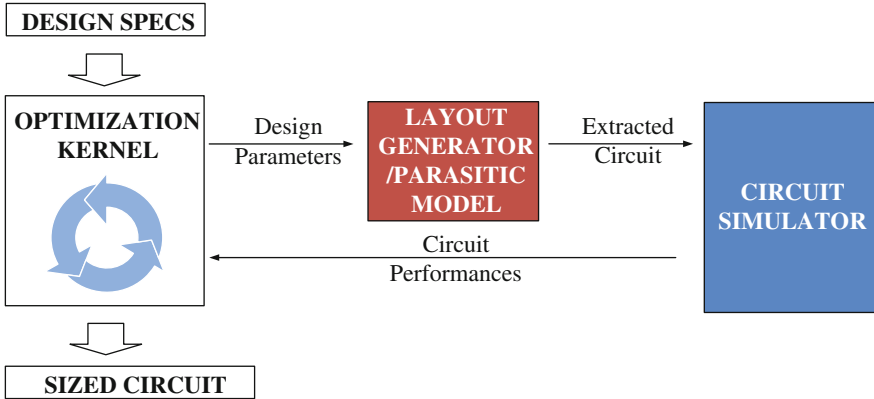 DESIGN SPECS
OPTIMIZATION
KERNEL
Design
Parameters
LAYOUT
GENERATOR
/PARASITIC
MODEL
Extracted
Circuit
CIRCUIT
SIMULATOR
Circuit
Performances
SIZED CIRCUIT